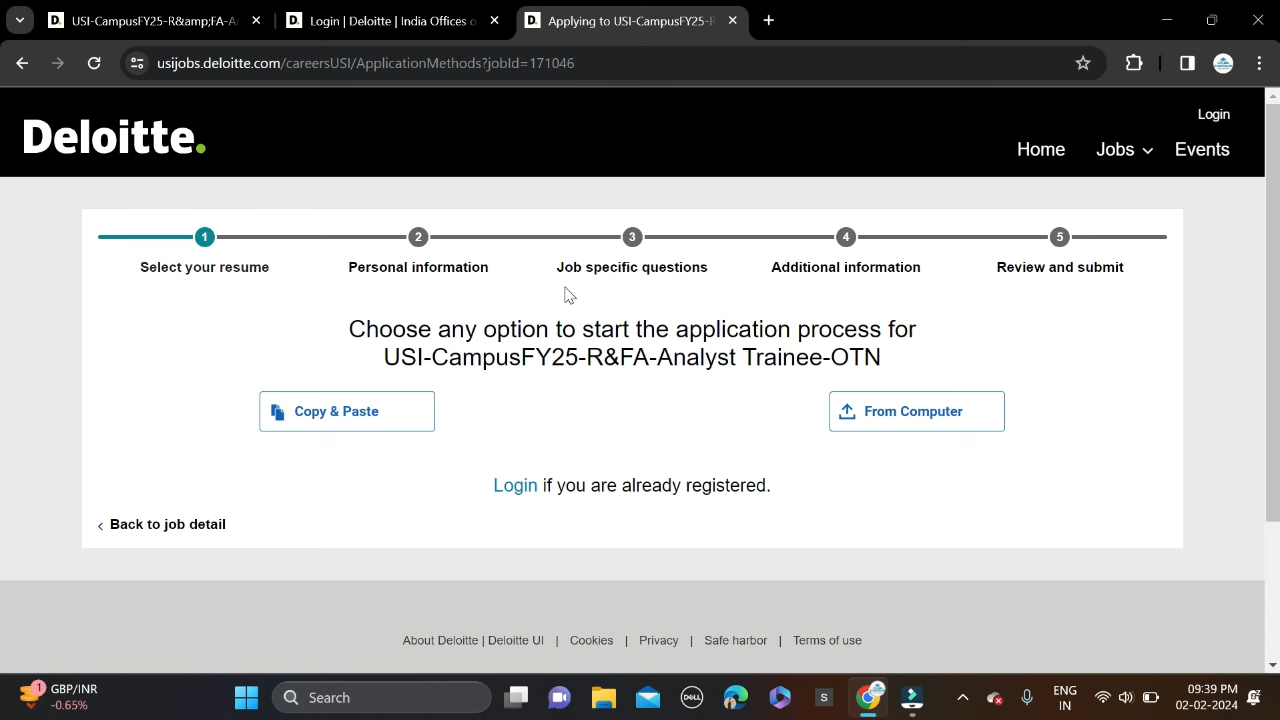 USI-CampusFY25-R&amp;FA-A
Login | Deloitte | India Offices o
Applying to USI-CampusFY25-R
usijobs.deloitte.com/careersUSI/ApplicationMethods?jobId=171046
Login
Deloitte.
Home Jobs Events
1 2 3 4 5
Select your resume Personal information Job specific questions Additional information Review and submit
Choose any option to start the application process for
USI-CampusFY25-R&FA-Analyst Trainee-OTN
Copy & Paste
From Computer
Login if you are already registered.
Back to job detail
About Deloitte | Deloitte UI | Cookies | Privacy | Safe harbor | Terms of use
1
GBP/INR
-0.65%
Search
DELL
S
ENG
IN
09:39 PM
02-02-2024